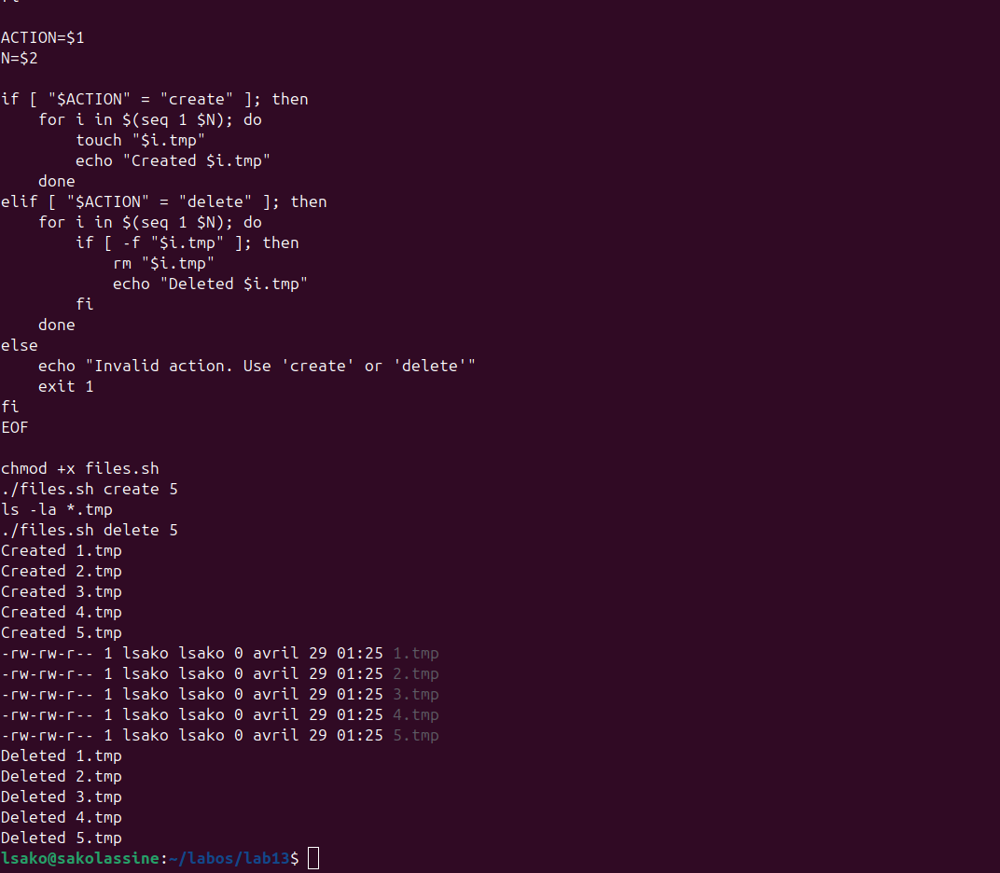 ACTION=$1
N=$2

if [ "$ACTION" = "create" ]; then
    for i in $(seq 1 $N); do
        touch "$i.tmp"
        echo "Created $i.tmp"
    done
elif [ "$ACTION" = "delete" ]; then
    for i in $(seq 1 $N); do
        if [ -f "$i.tmp" ]; then
            rm "$i.tmp"
            echo "Deleted $i.tmp"
        fi
    done
else
    echo "Invalid action. Use 'create' or 'delete'"
    exit 1
fi
EOF

chmod +x files.sh
./files.sh create 5
ls -la *.tmp
./files.sh delete 5
Created 1.tmp
Created 2.tmp
Created 3.tmp
Created 4.tmp
Created 5.tmp
-rw-rw-r-- 1 lsako lsako 0 avril 29 01:25 1.tmp
-rw-rw-r-- 1 lsako lsako 0 avril 29 01:25 2.tmp
-rw-rw-r-- 1 lsako lsako 0 avril 29 01:25 3.tmp
-rw-rw-r-- 1 lsako lsako 0 avril 29 01:25 4.tmp
-rw-rw-r-- 1 lsako lsako 0 avril 29 01:25 5.tmp
Deleted 1.tmp
Deleted 2.tmp
Deleted 3.tmp
Deleted 4.tmp
Deleted 5.tmp
lsako@sakolassine:~/labos/lab13$